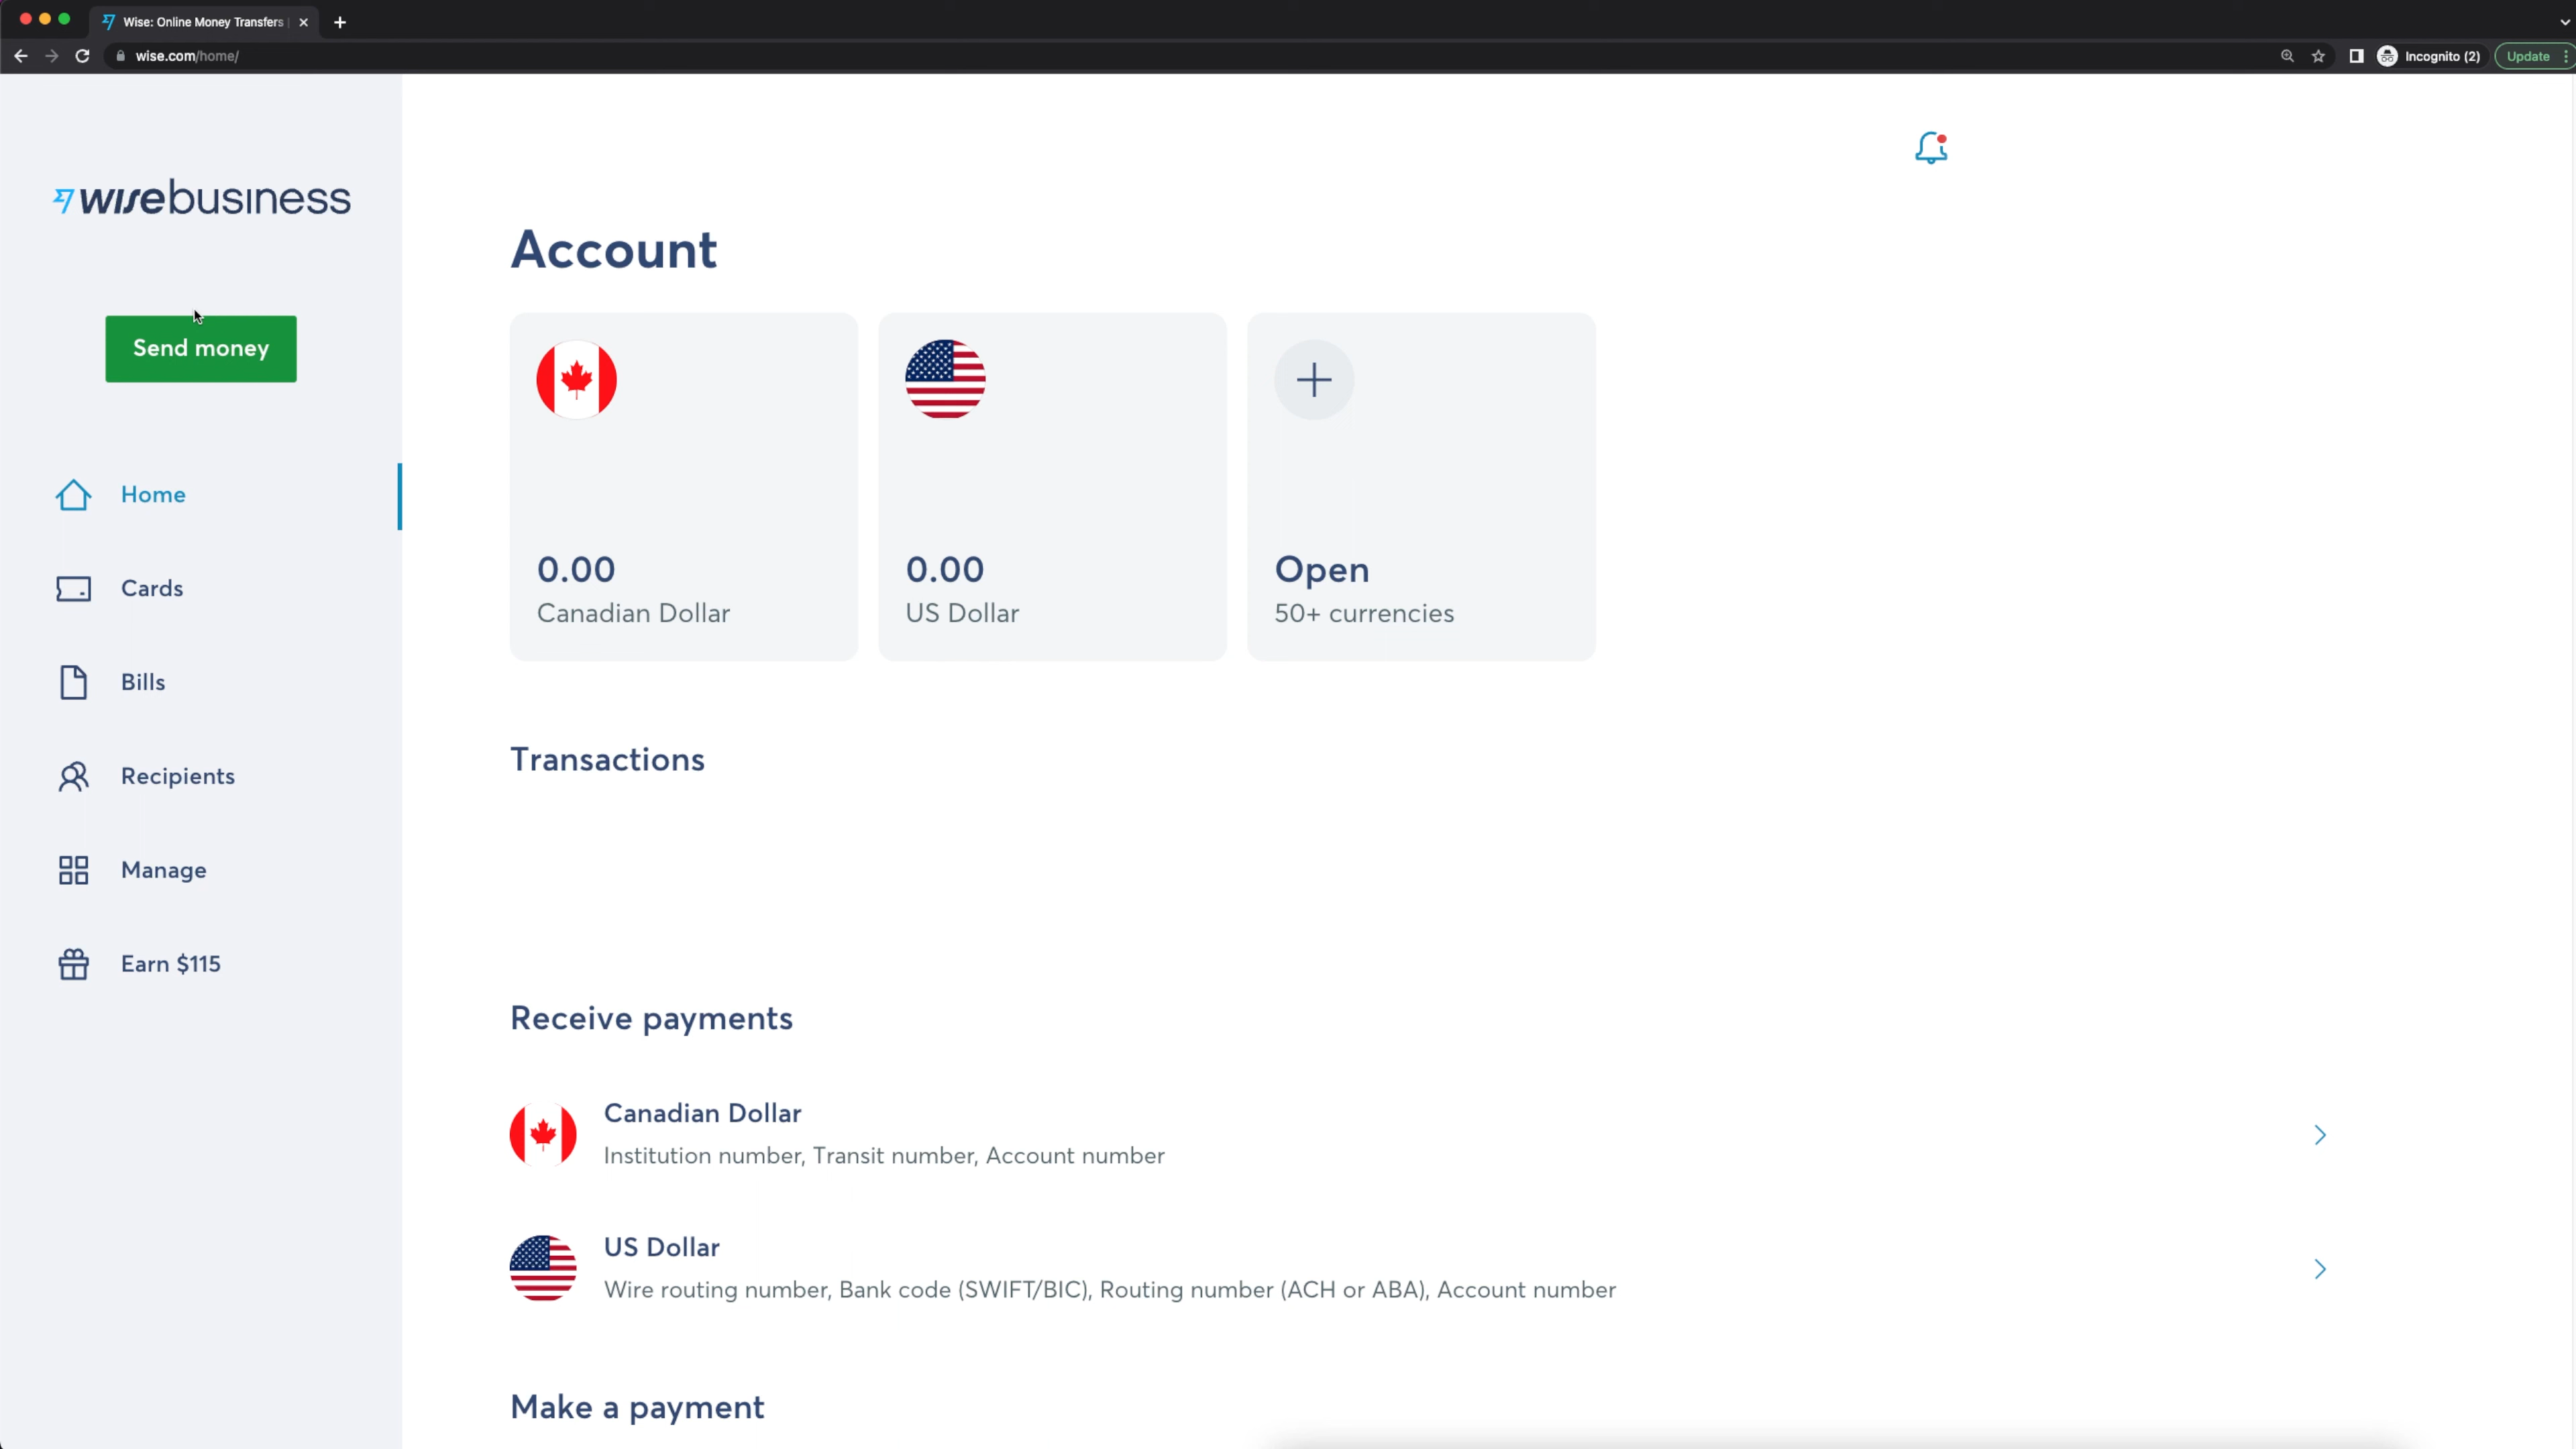 Wise: Online Money Transfers
wise.com/home/
Incognito (2)
Update
wisebusiness
Send money
Home
Cards
Bills
Recipients
Manage
Earn $115
Account
0.00
Canadian Dollar
0.00
US Dollar
Open
50+ currencies
Transactions
Receive payments
Canadian Dollar
Institution number, Transit number, Account number
US Dollar
Wire routing number, Bank code (SWIFT/BIC), Routing number (ACH or ABA), Account number
Make a payment